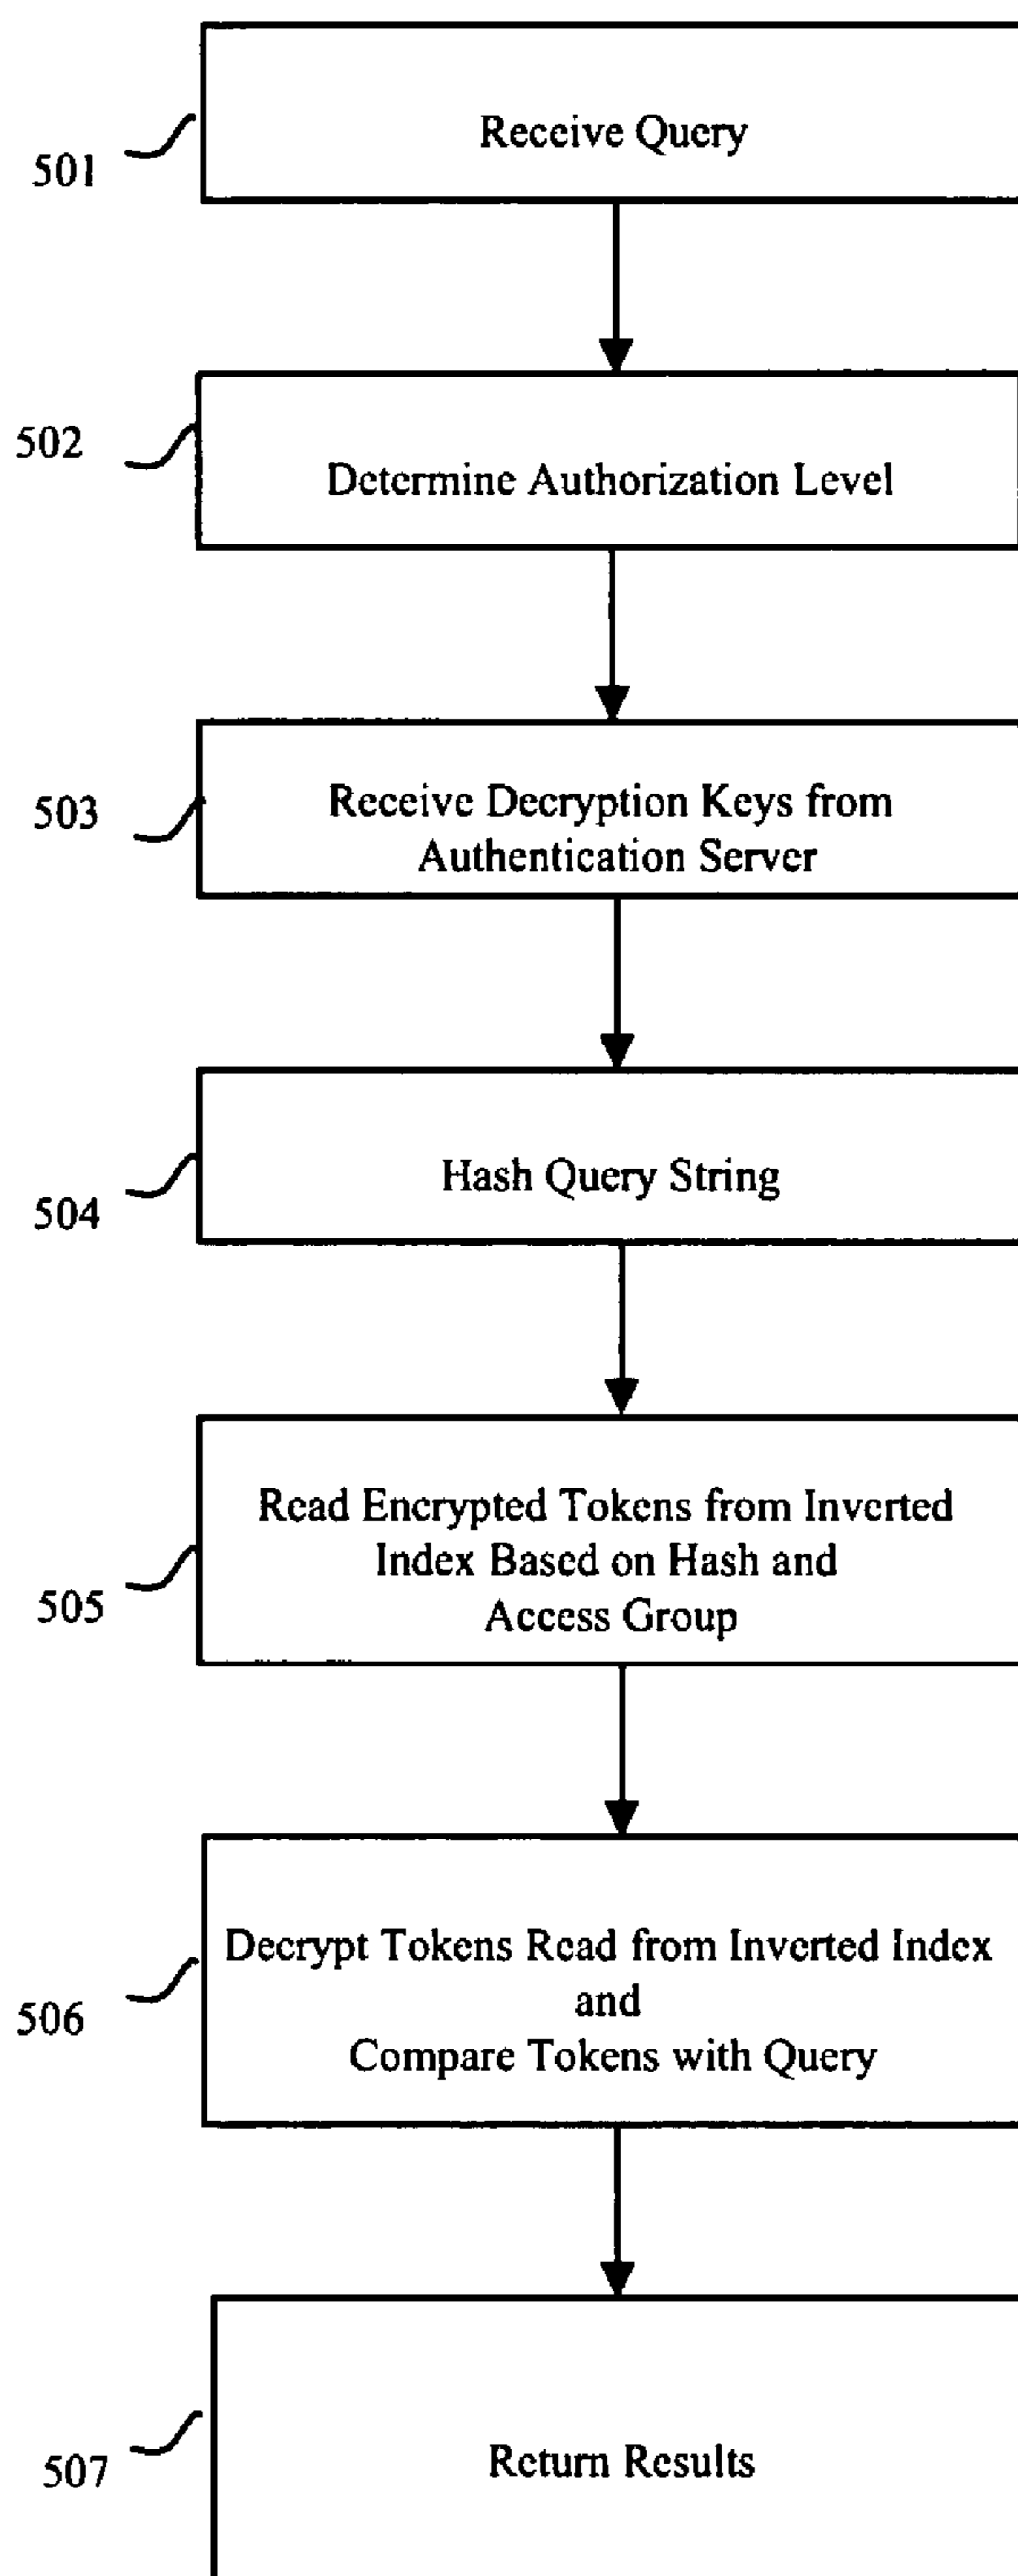 Receive Query
501
502
Determine Authorization Level
503
Receive Decryption Keys from
Authentication Server
504
Hash Query String
505
Read Encrypted Tokens from Inverted
Index Based on Hash and
Access Group
506
Decrypt Tokens Read from Inverted Index
and
Compare Tokens with Query
507
Return Results